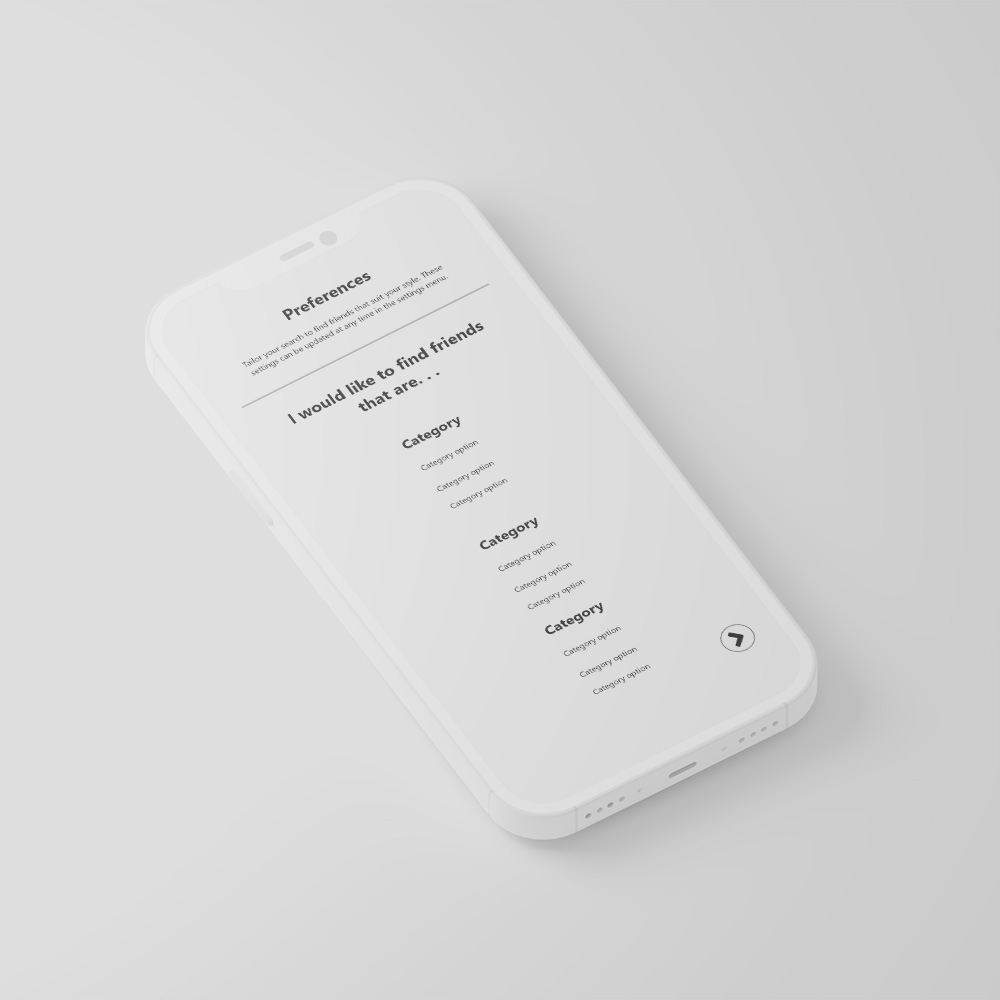 Preferences
Tailor your search to find friends that suit your style. These
settings can be updated at any time in the settings menu.
I would like to find friends
that are. . .
Category
Category option
Category option
Category option
Category
Category option
Category option
Category option
Category
Category option
Category option
Category option